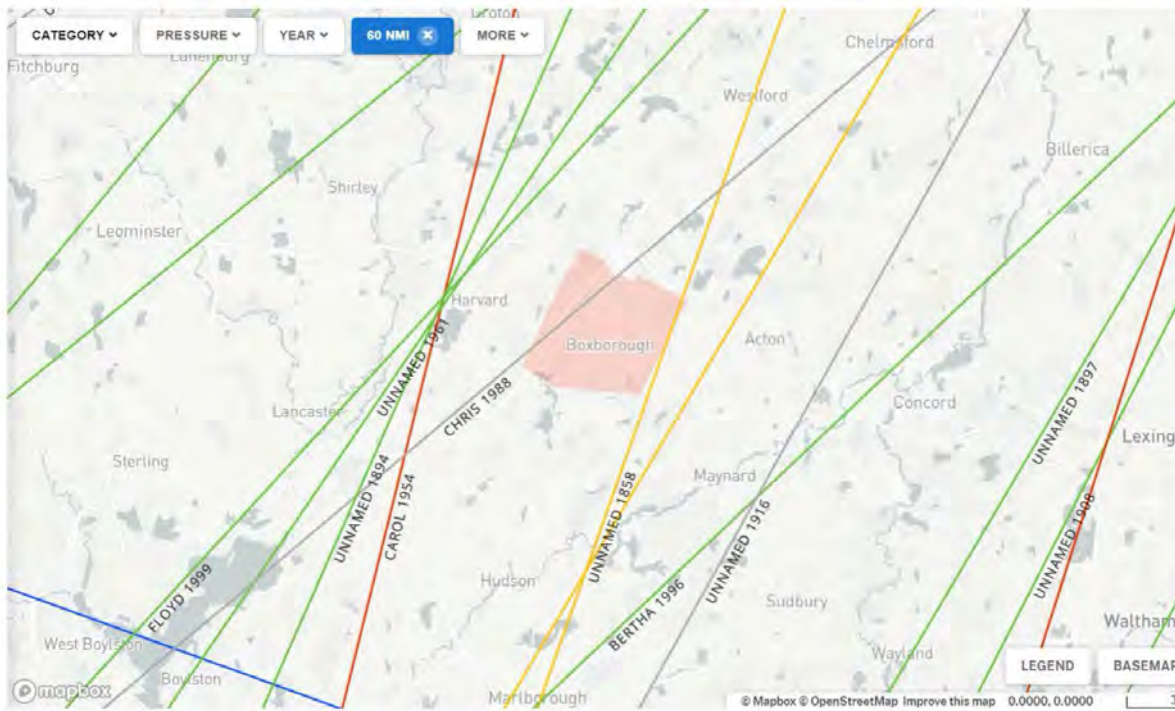 Groton
CATEGORY
PRESSURE
YEAR
60 NMI
MORE
Chelmsford
Fitchburg
Lunenburg
Westford
Billerica
Shirley
Leominster
Harvard
Boxborough
Acton
UNNAMED 1961
CHRIS 1988
UNNAMED 1897
Concord
Lancaster
Lexing
Sterling
UNNAMED 1894
CAROL 1954
Maynard
UNNAMED 1858
UNNAMED 1916
UNNAMED 1908
Hudson
FLOYD 1999
BERTHA 1996
Sudbury
Waltham
West Boylston
Wayland
Boylston
LEGEND
BASEMAP
mapbox
Marlborough
© Mapbox © OpenStreetMap Improve this map
0.0000, 0.0000